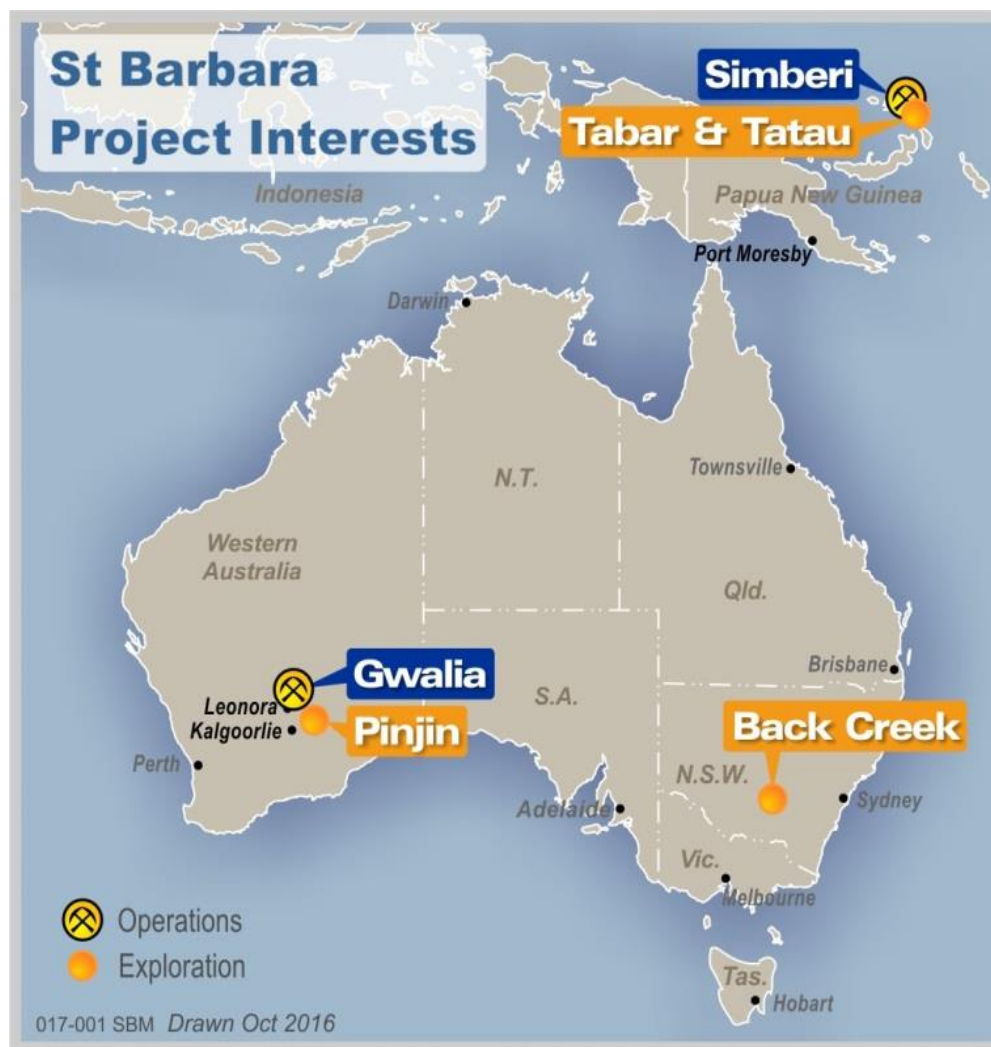 St Barbara
Project Interests
Simberi
Tabar & Tatau
Indonesia
Papua New Guinea
Port Moresby
Darwin
Townsville
N.T.
Western
Australia
Qld.
Brisbane
Gwalia
Leonora
Kalgoorlie
Pinjin
S.A.
Back Creek
Perth
N.S.W.
Adelaide
Sydney
Vic.
Melbourne
Operations
Exploration
Tas.
Hobart
017-001 SBM Drawn Oct 2016